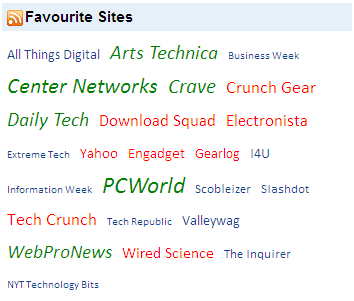 Favourite Sites
All Things Digital Arts Technica Business Week
Center Networks Crave Crunch Gear
Daily Tech Download Squad Electronista
Extreme Tech Yahoo Engadget Gearlog I4U
Information Week PCWorld Scobleizer Slashdot
Tech Crunch Tech Republic Valleywag
WebProNews Wired Science The Inquirer
NYT Technology Bits